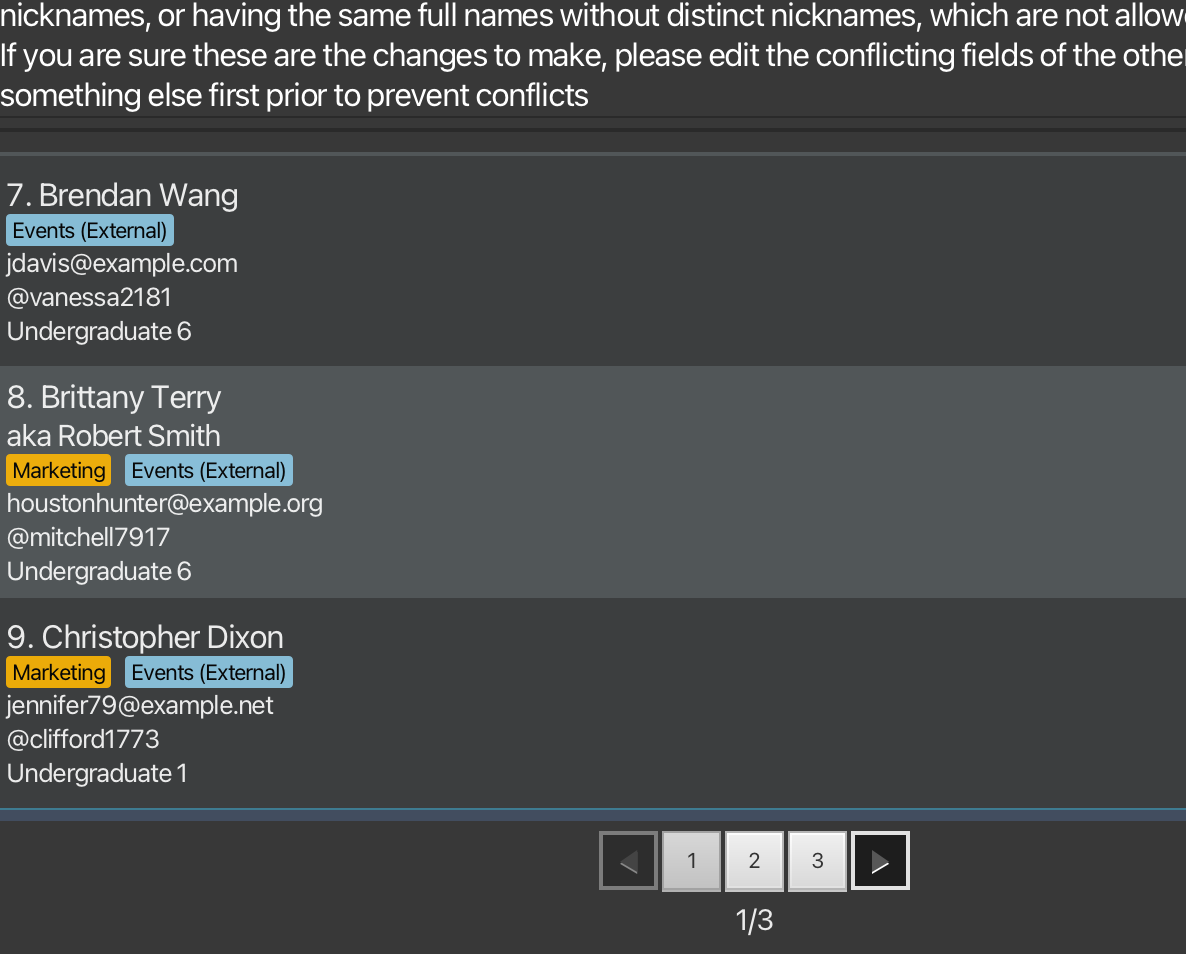 nicknames, or having the same full names without distinct nicknames, which are not
If you are sure these are the changes to make, please edit the conflicting fields of the
something else first prior to prevent conflicts
7. Brendan Wang
Events (External)
jdavis@example.com
@vanessa2181
Undergraduate 6
8. Brittany Terry
aka Robert Smith
Marketing Events (External)
houstonhunter@example.org
@mitchell7917
Undergraduate 6
9. Christopher Dixon
Marketing Events (External)
jennifer79@example.net
@clifford1773
Undergraduate 1
1 2 3
1/3